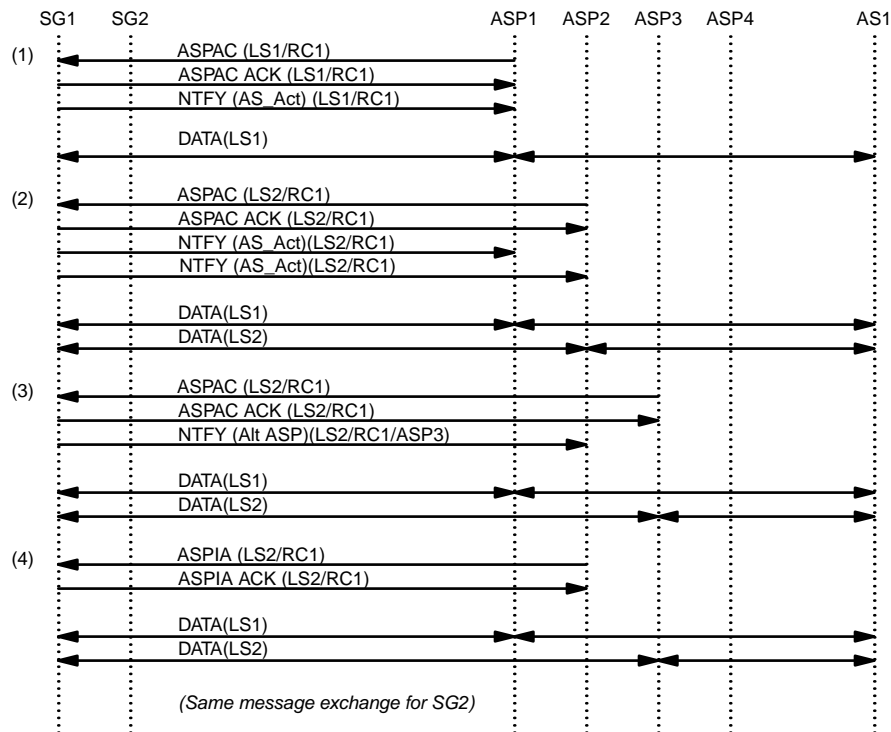 SG1 SG2 ASP1 ASP2 ASP3 ASP4 AS1
(1) ASPAC (LS1/RC1)
ASPAC ACK (LS1/RC1)
NTFY (AS_Act) (LS1/RC1)
DATA(LS1)
(2) ASPAC (LS2/RC1)
ASPAC ACK (LS2/RC1)
NTFY (AS_Act)(LS2/RC1)
NTFY (AS_Act)(LS2/RC1)
DATA(LS1)
DATA(LS2)
(3) ASPAC (LS2/RC1)
ASPAC ACK (LS2/RC1)
NTFY (Alt ASP)(LS2/RC1/ASP3)
DATA(LS1)
DATA(LS2)
(4) ASPIA (LS2/RC1)
ASPIA ACK (LS2/RC1)
DATA(LS1)
DATA(LS2)
(Same message exchange for SG2)